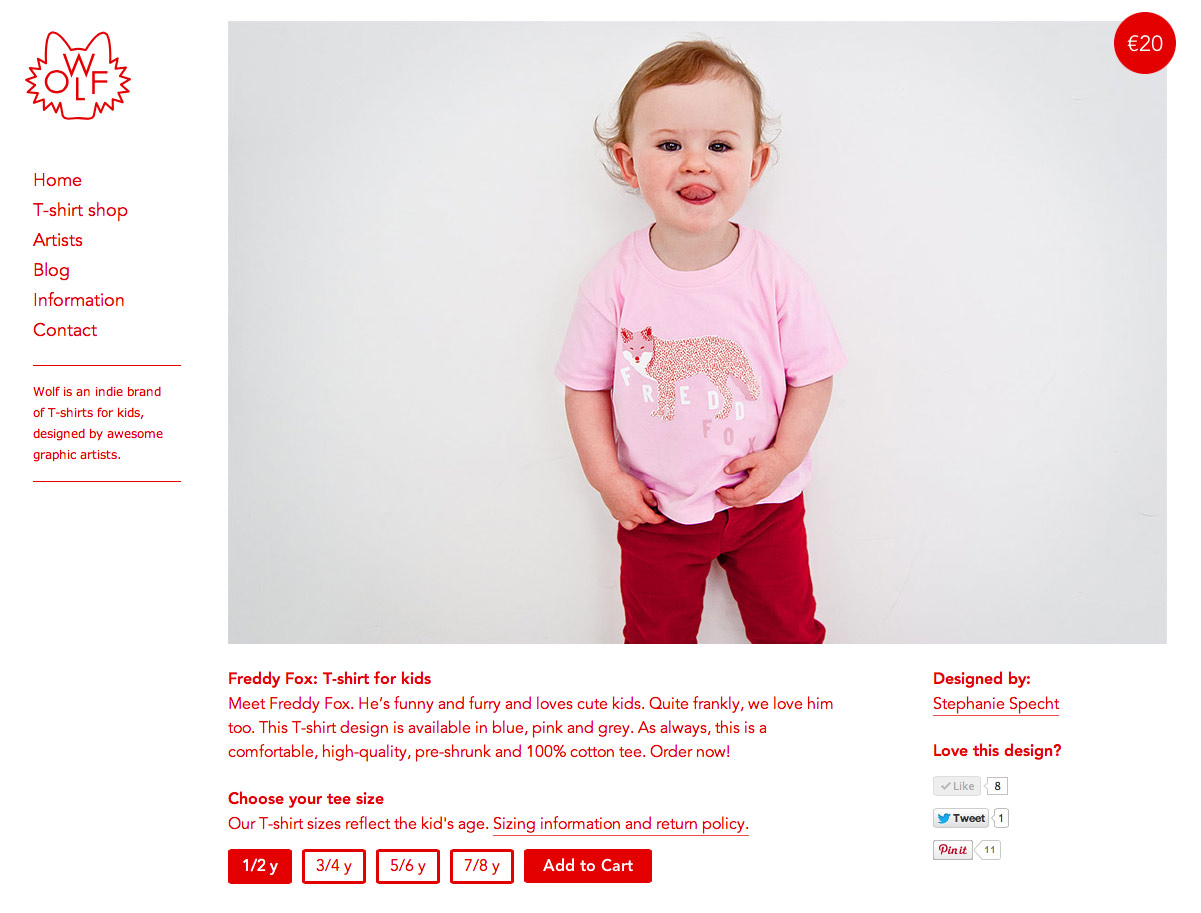 WOLF
€20
Home
T-shirt shop
Artists
Blog
Information
Contact
Wolf is an indie brand
of T-shirts for kids,
designed by awesome
graphic artists.
FREDD
FOX
Freddy Fox: T-shirt for kids
Meet Freddy Fox. He’s funny and furry and loves cute kids. Quite frankly, we love him
too. This T-shirt design is available in blue, pink and grey. As always, this is a
comfortable, high-quality, pre-shrunk and 100% cotton tee. Order now!
Choose your tee size
Our T-shirt sizes reflect the kid's age. Sizing information and return policy.
1/2 y 3/4 y 5/6 y 7/8 y Add to Cart
Designed by:
Stephanie Specht
Love this design?
Like 8
Tweet 1
Pin it 11